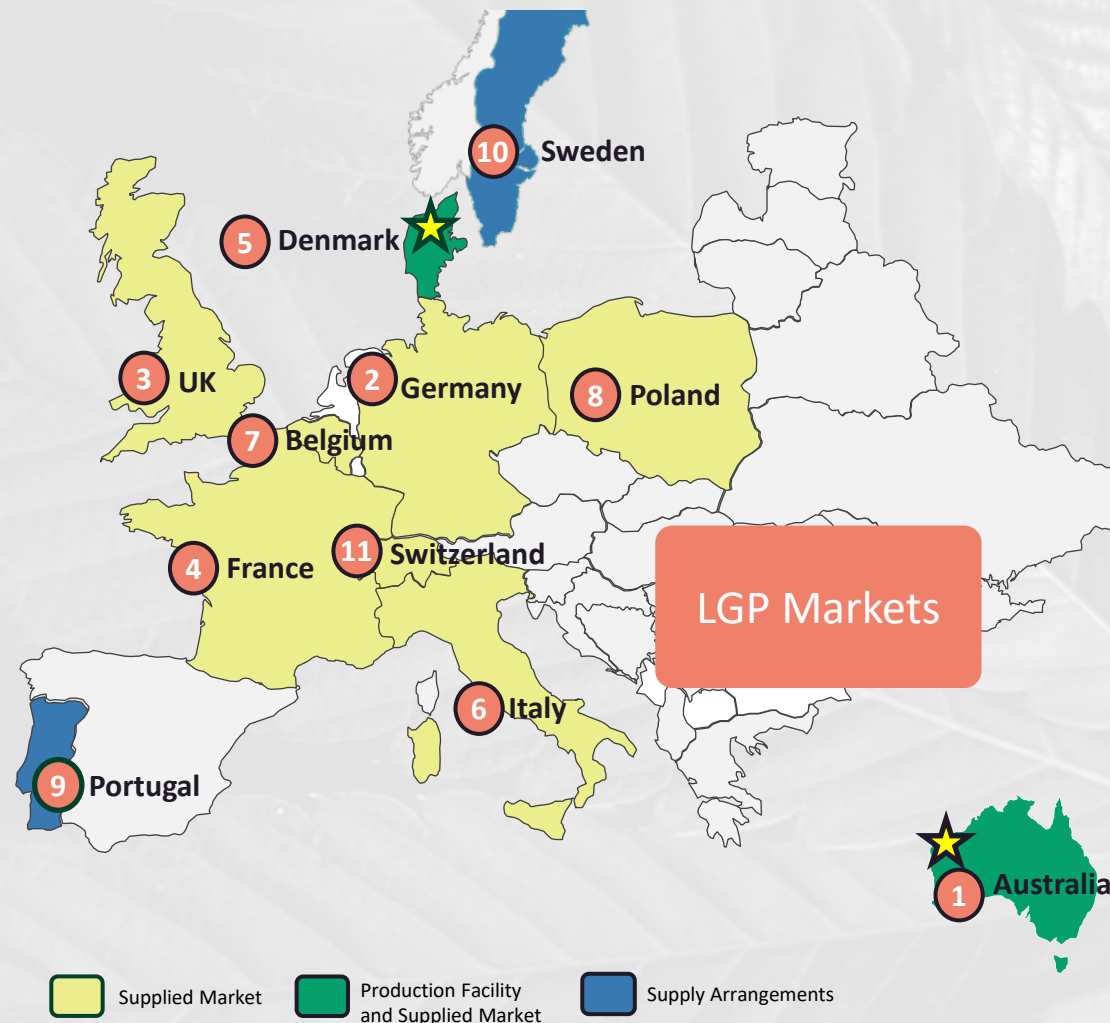 10 Sweden
5 Denmark
3 UK
2 Germany
8 Poland
7 Belgium
11 Switzerland
4 France
LGP Markets
6 Italy
9 Portugal
1 Australia
Supplied Market
Production Facility
and Supplied Market
Supply Arrangements